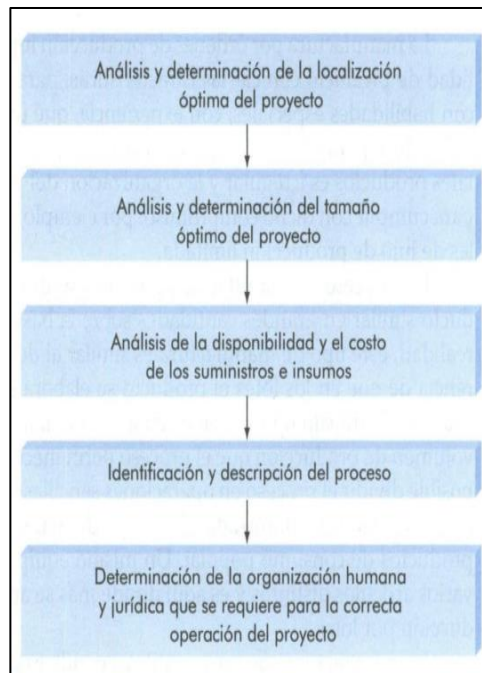 Análisis y determinación de la localización
óptima del proyecto
Análisis y determinación del tamaño
óptimo del proyecto
Análisis de la disponibilidad y el costo
de los suministros e insumos
Identificación y descripción del proceso
Determinación de la organización humana
y jurídica que se requiere para la correcta
operación del proyecto